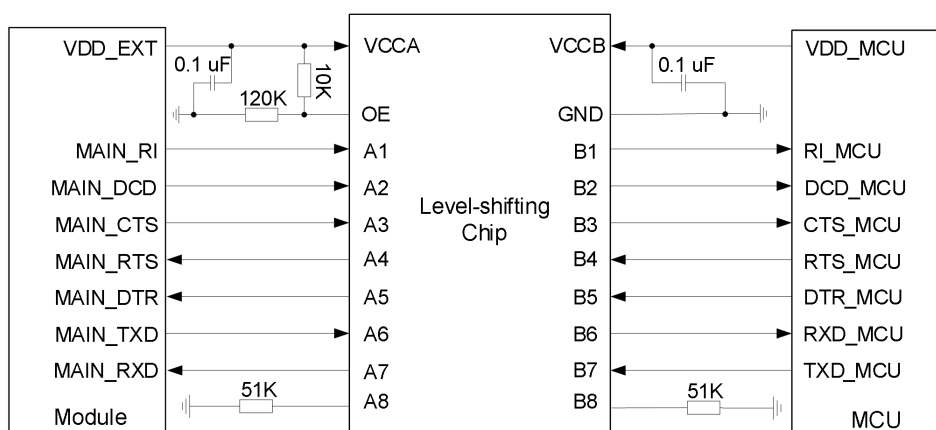 VDD_EXT
VCCA
VCCB
VDD_MCU
0.1 uF
10K
0.1 uF
120K
OE
GND
MAIN_RI
A1
B1
RI_MCU
MAIN_DCD
A2
B2
DCD_MCU
Level-shifting
Chip
MAIN_CTS
A3
B3
CTS_MCU
MAIN_RTS
A4
B4
RTS_MCU
MAIN_DTR
A5
B5
DTR_MCU
MAIN_TXD
A6
B6
RXD_MCU
MAIN_RXD
A7
B7
TXD_MCU
51K
A8
B8
51K
Module
MCU